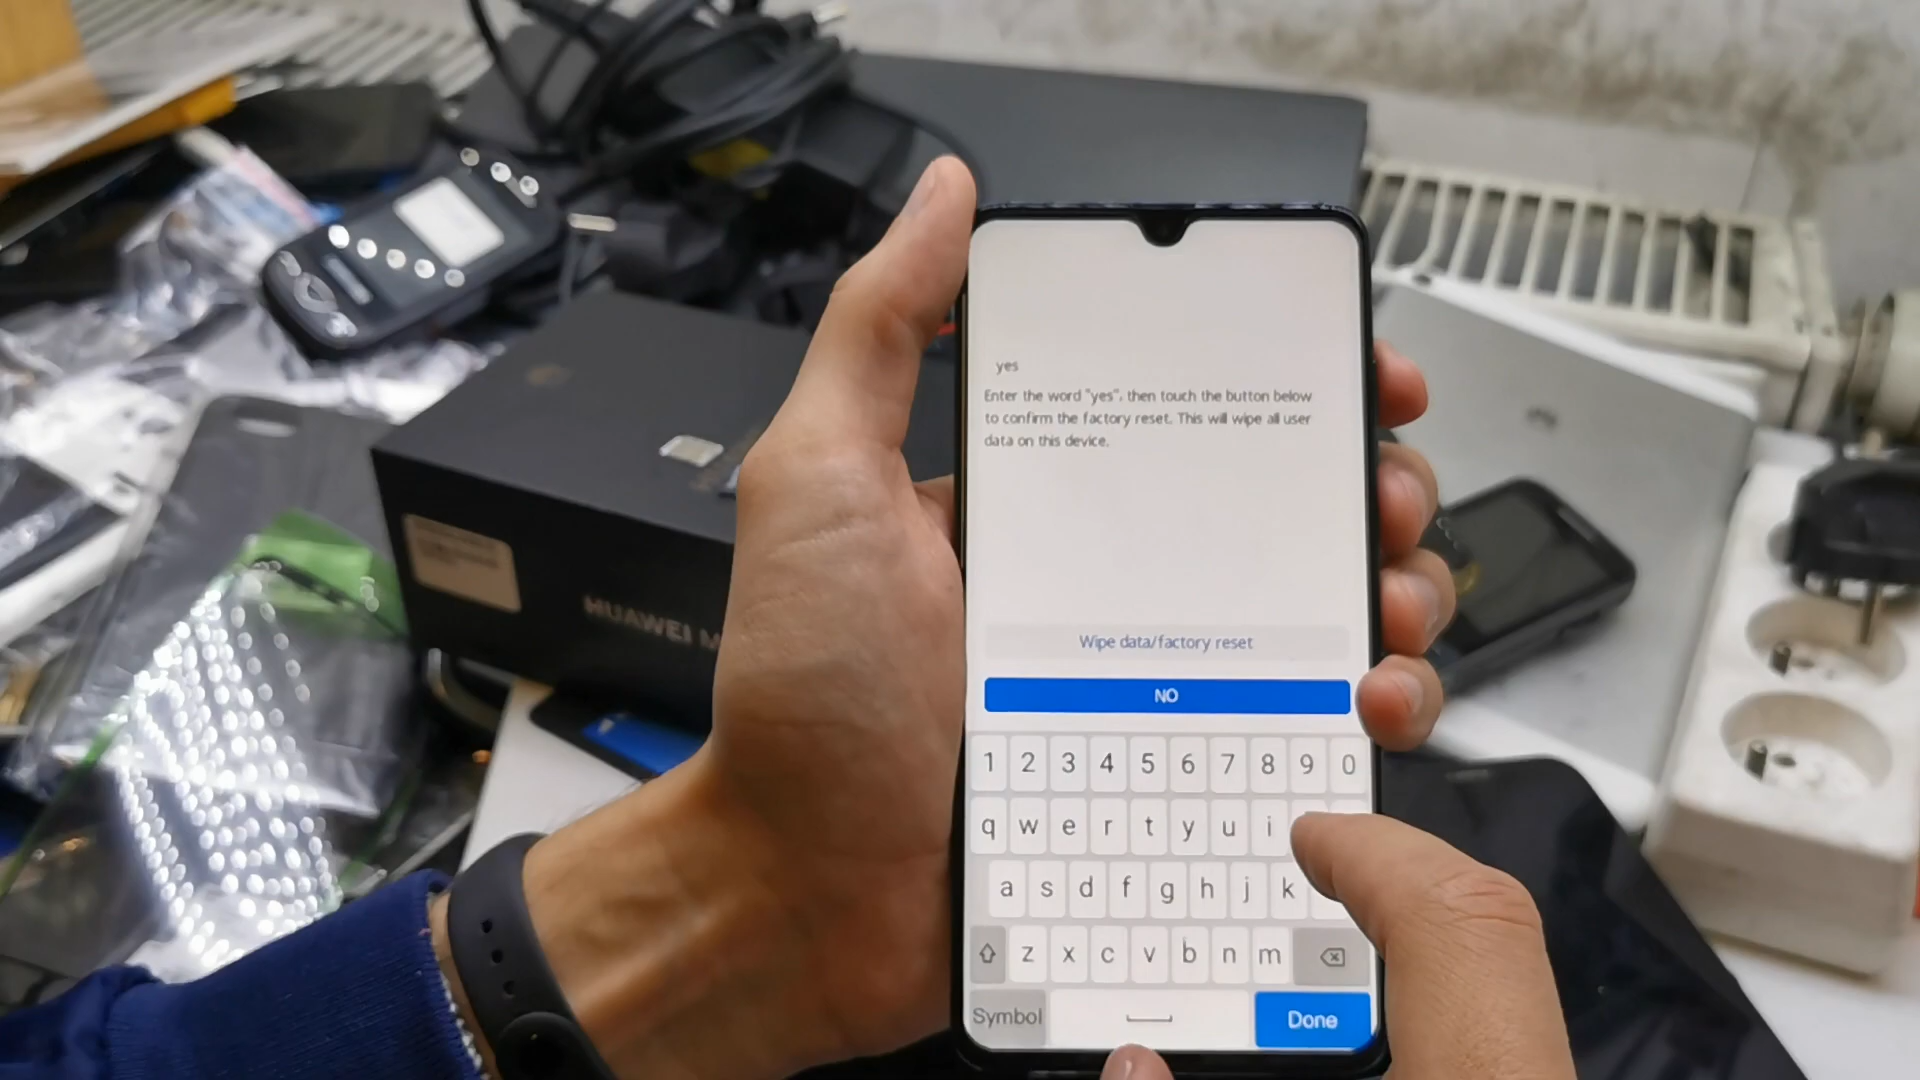 yes
Enter the word "yes", then touch the button below
to confirm the factory reset. This will wipe all user
data on this device.
Wipe data/factory reset
NO
1 2 3 4 5 6 7 8 9 0
q w e r t y u i
a s d f g h j k
z x c v b n m
Symbol Done
HUAWEI M